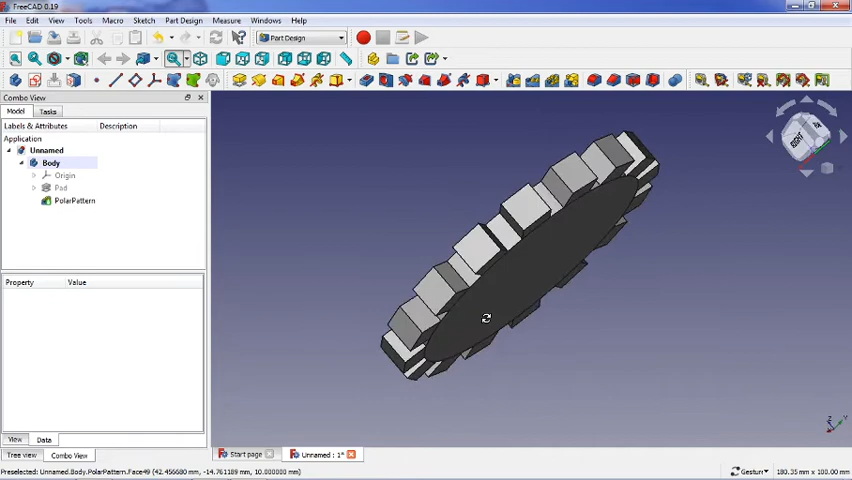 FreeCAD 0.19
File Edit View Tools Macro Sketch Part Design Measure Windows Help
Part Design
Combo View
Model Tasks
Labels & Attributes Description
Application
Unnamed
Body
Origin
Pad
PolarPattern
Property Value
RIGHT
Z Y
View Data
Tree view Combo View
Start page Unnamed : 1*
Preselected: Unnamed.Body.PolarPattern.Face49 (42.456680 mm, -14.761189 mm, 10.000000 mm)
Gesture 180.35 mm x 100.00 mm